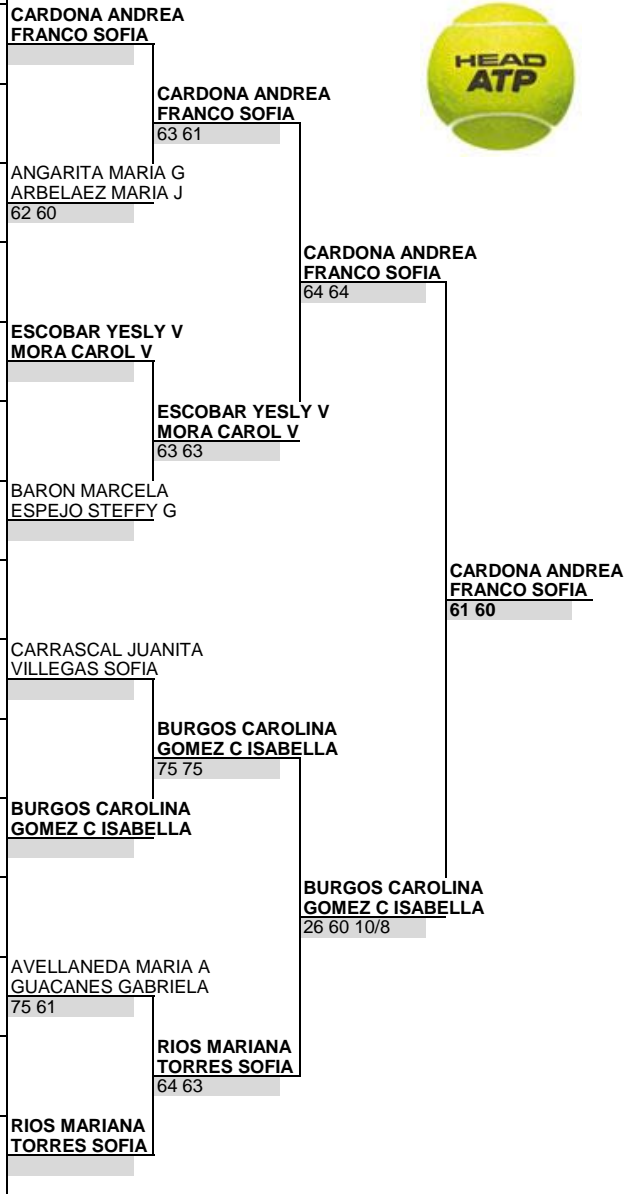 CARDONA ANDREA
FRANCO SOFIA
HEAD
ATP
CARDONA ANDREA
FRANCO SOFIA
63 61
ANGARITA MARIA G
ARBELAEZ MARIA J
62 60
CARDONA ANDREA
FRANCO SOFIA
64 64
ESCOBAR YESLY V
MORA CAROL V
ESCOBAR YESLY V
MORA CAROL V
63 63
BARON MARCELA
ESPEJO STEFFY G
CARDONA ANDREA
FRANCO SOFIA
61 60
CARRASCAL JUANITA
VILLEGAS SOFIA
BURGOS CAROLINA
GOMEZ C ISABELLA
75 75
BURGOS CAROLINA
GOMEZ C ISABELLA
BURGOS CAROLINA
GOMEZ C ISABELLA
26 60 10/8
AVELLANEDA MARIA A
GUACANES GABRIELA
75 61
RIOS MARIANA
TORRES SOFIA
64 63
RIOS MARIANA
TORRES SOFIA